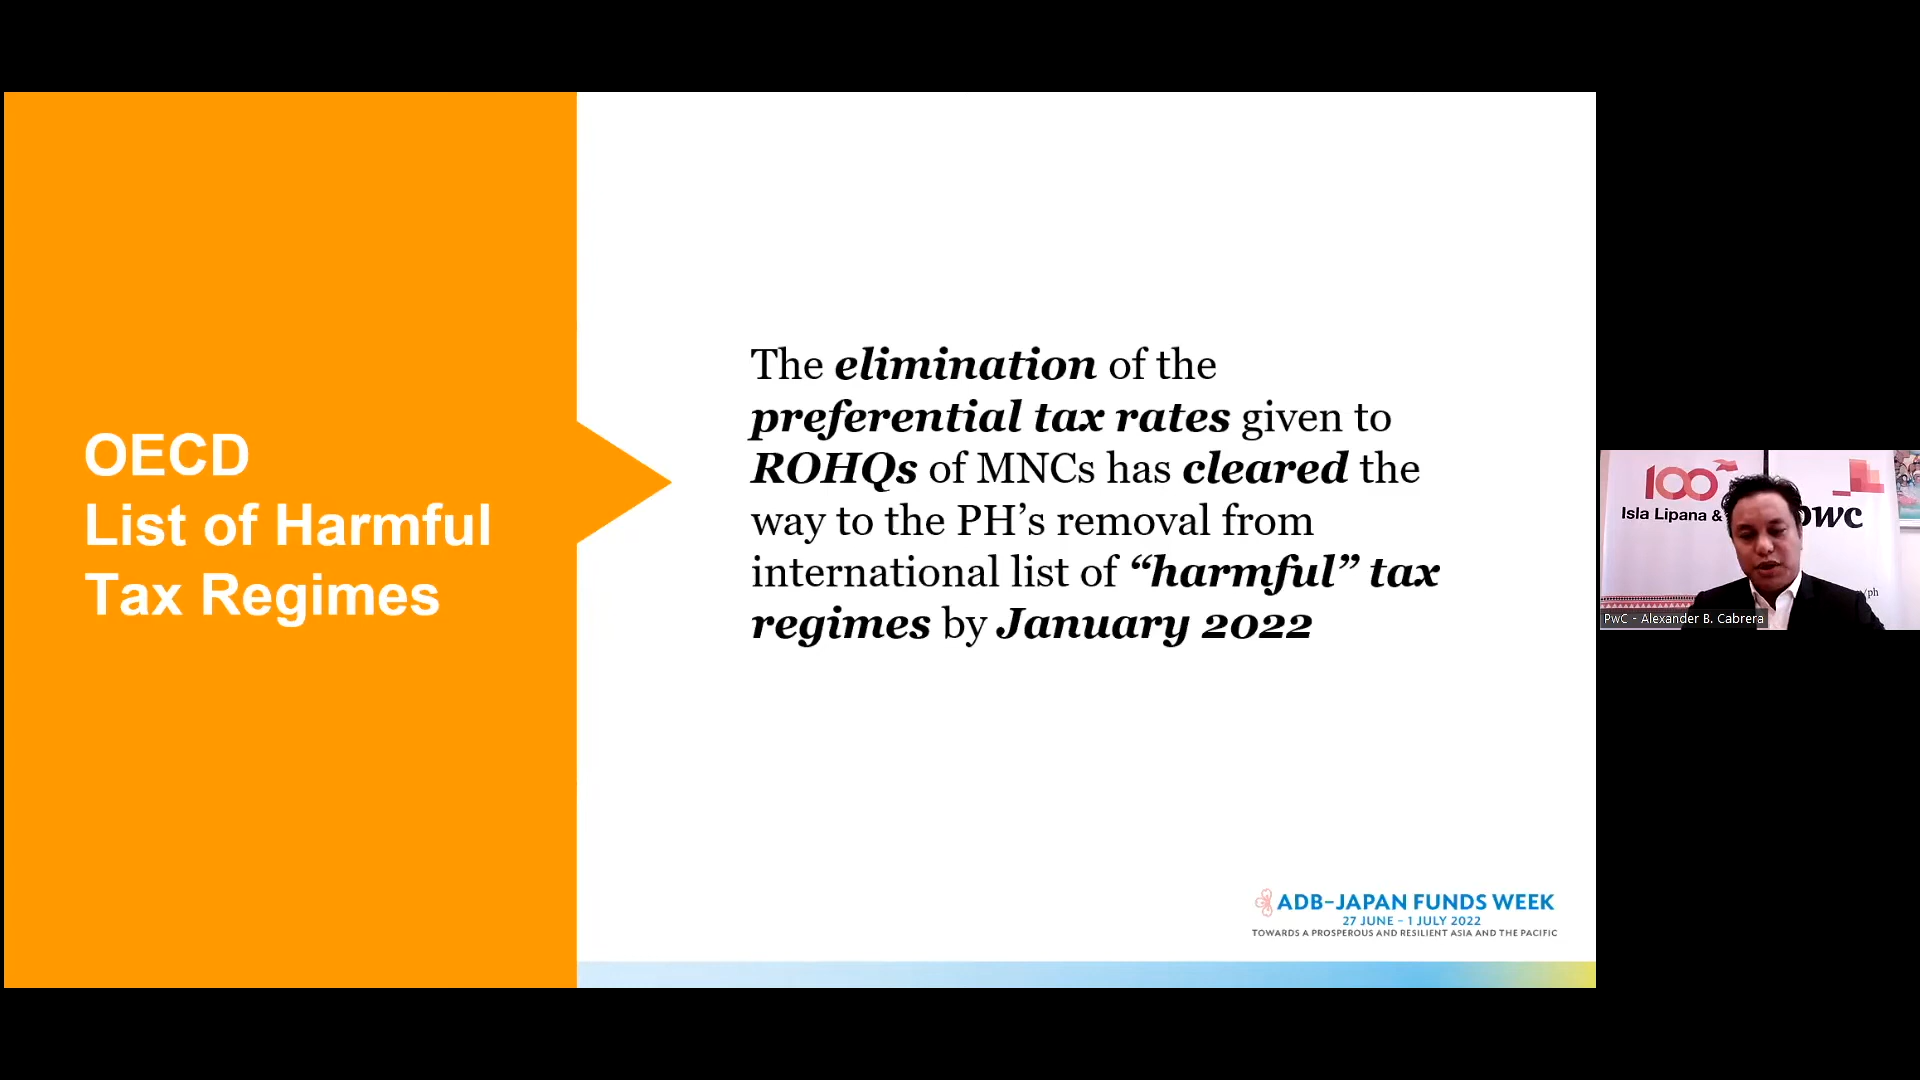 OECD
List of Harmful
Tax Regimes
The elimination of the
preferential tax rates given to
ROHQs of MNCs has cleared the
way to the PH’s removal from
international list of “harmful” tax
regimes by January 2022
ADB–JAPAN FUNDS WEEK
27 JUNE – 1 JULY 2022
TOWARDS A PROSPEROUS AND RESILIENT ASIA AND THE PACIFIC
100
Isla Lipana &
pwc
/ph
PwC - Alexander B. Cabrera